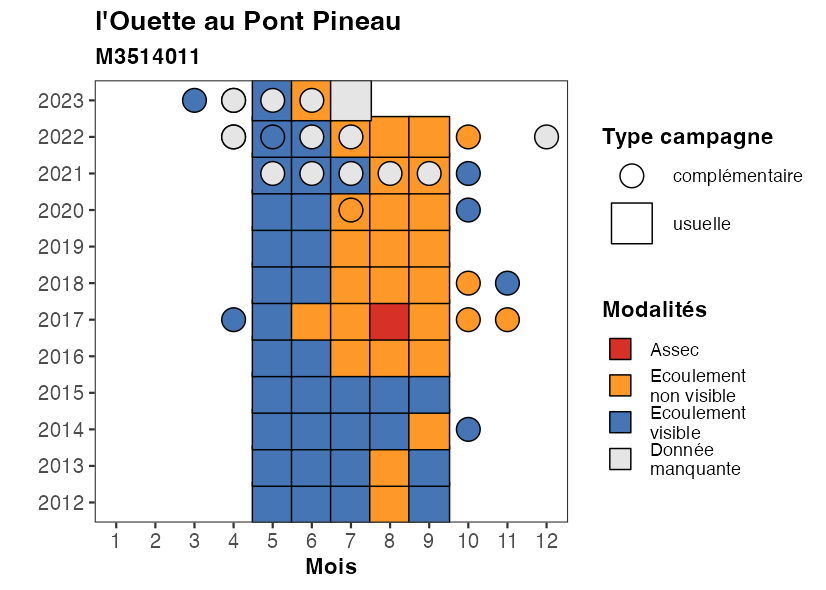 l'Ouette au Pont Pineau
M3514011
2023
2022
2021
2020
2019
2018
2017
2016
2015
2014
2013
2012
1 2 3 4 5 6 7 8 9 10 11 12
Mois
Type campagne
complémentaire
usuelle
Modalités
Assec
Ecoulement
non visible
Ecoulement
visible
Donnée
manquante